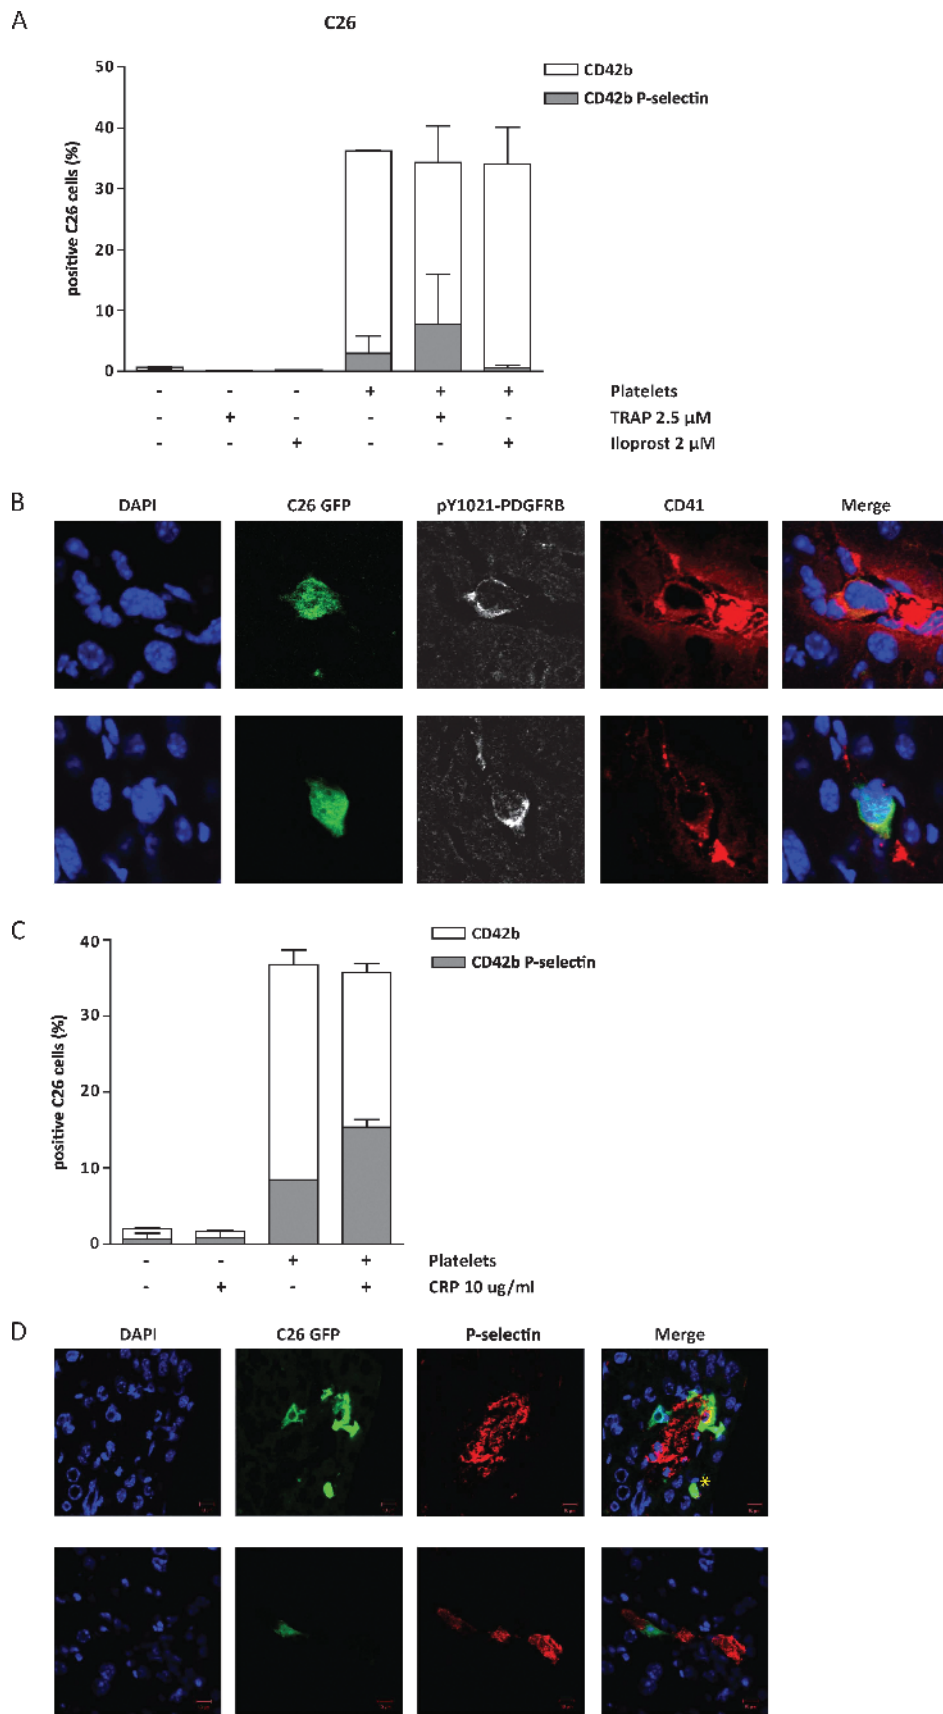 A
C26
50
40
30
20
10
0
positive C26 cells (%)
CD42b
CD42b P-selectin
- - - + + + Platelets
- + - - + - TRAP 2.5 μM
- - + - - + Iloprost 2 μM
B
DAPI C26 GFP pY1021-PDGFRB CD41 Merge
C
40
30
20
10
0
positive C26 cells (%)
CD42b
CD42b P-selectin
- - + + Platelets
- + - + CRP 10 ug/ml
D
DAPI C26 GFP P-selectin Merge
*